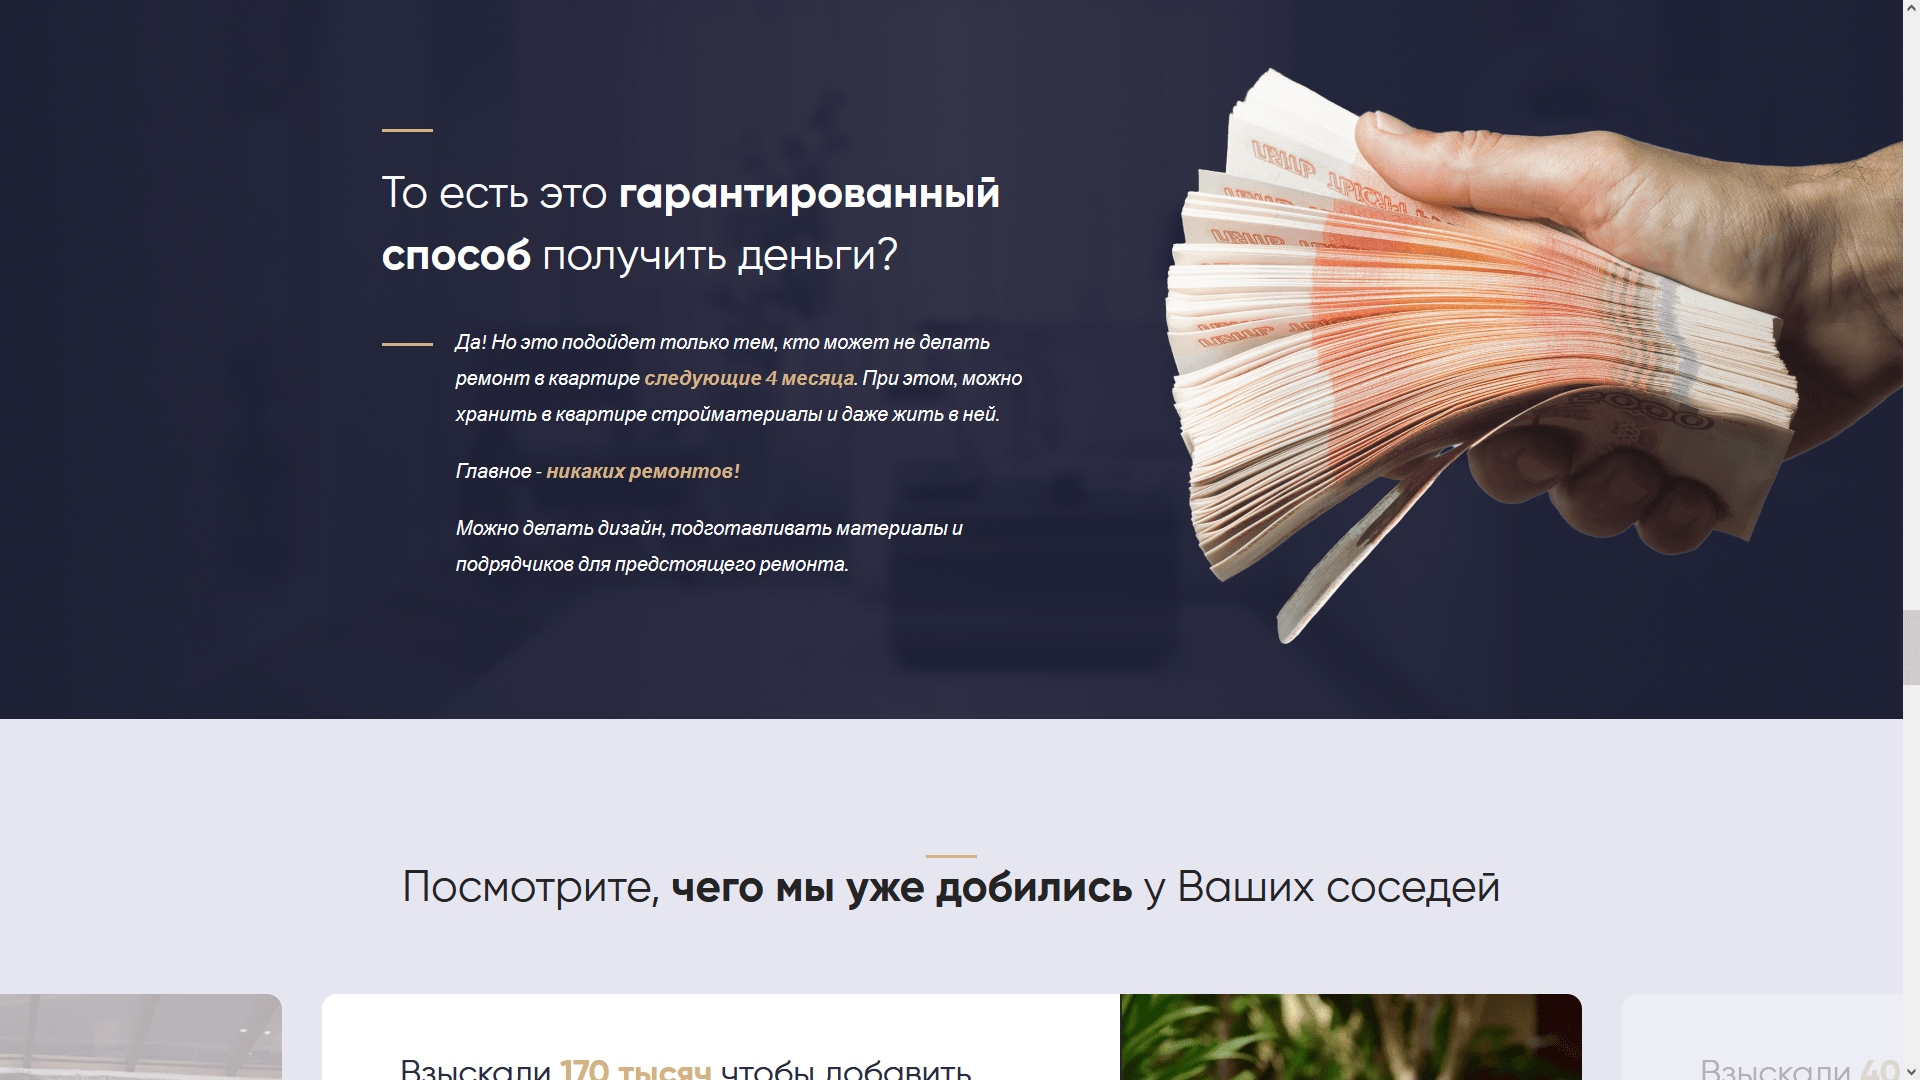 То есть это гарантированный
способ получить деньги?
Да! Но это подойдет только тем, кто может не делать
ремонт в квартире следующие 4 месяца. При этом, можно
хранить в квартире стройматериалы и даже жить в ней.
Главное - никаких ремонтов!
Можно делать дизайн, подготавливать материалы и
подрядчиков для предстоящего ремонта.
Посмотрите, чего мы уже добились у Ваших соседей
Взыскали 170 тысяч чтобы добавить
Взыскали 40